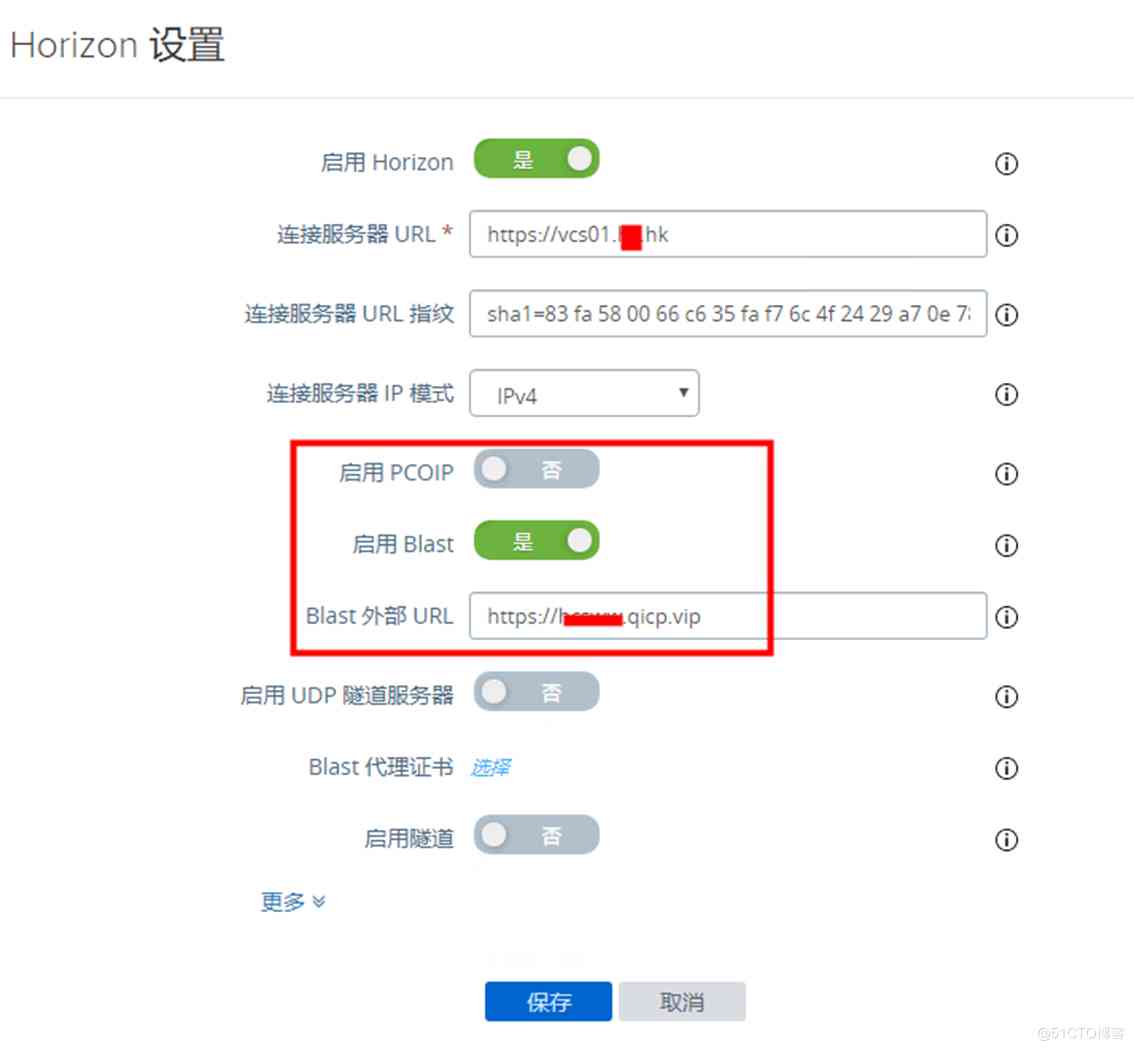 Horizon 设置
启用 Horizon 是
连接服务器 URL * https://vcs01. .hk
连接服务器 URL 指纹 sha1=83 fa 58 00 66 c6 35 fa f7 6c 4f 24 29 a7 0e 78
连接服务器 IP 模式 IPv4
启用 PCOIP 否
启用 Blast 是
Blast 外部 URL https://h .qicp.vip
启用 UDP 隧道服务器 否
Blast 代理证书 选择
启用隧道 否
更多
保存 取消
@51CTO博客